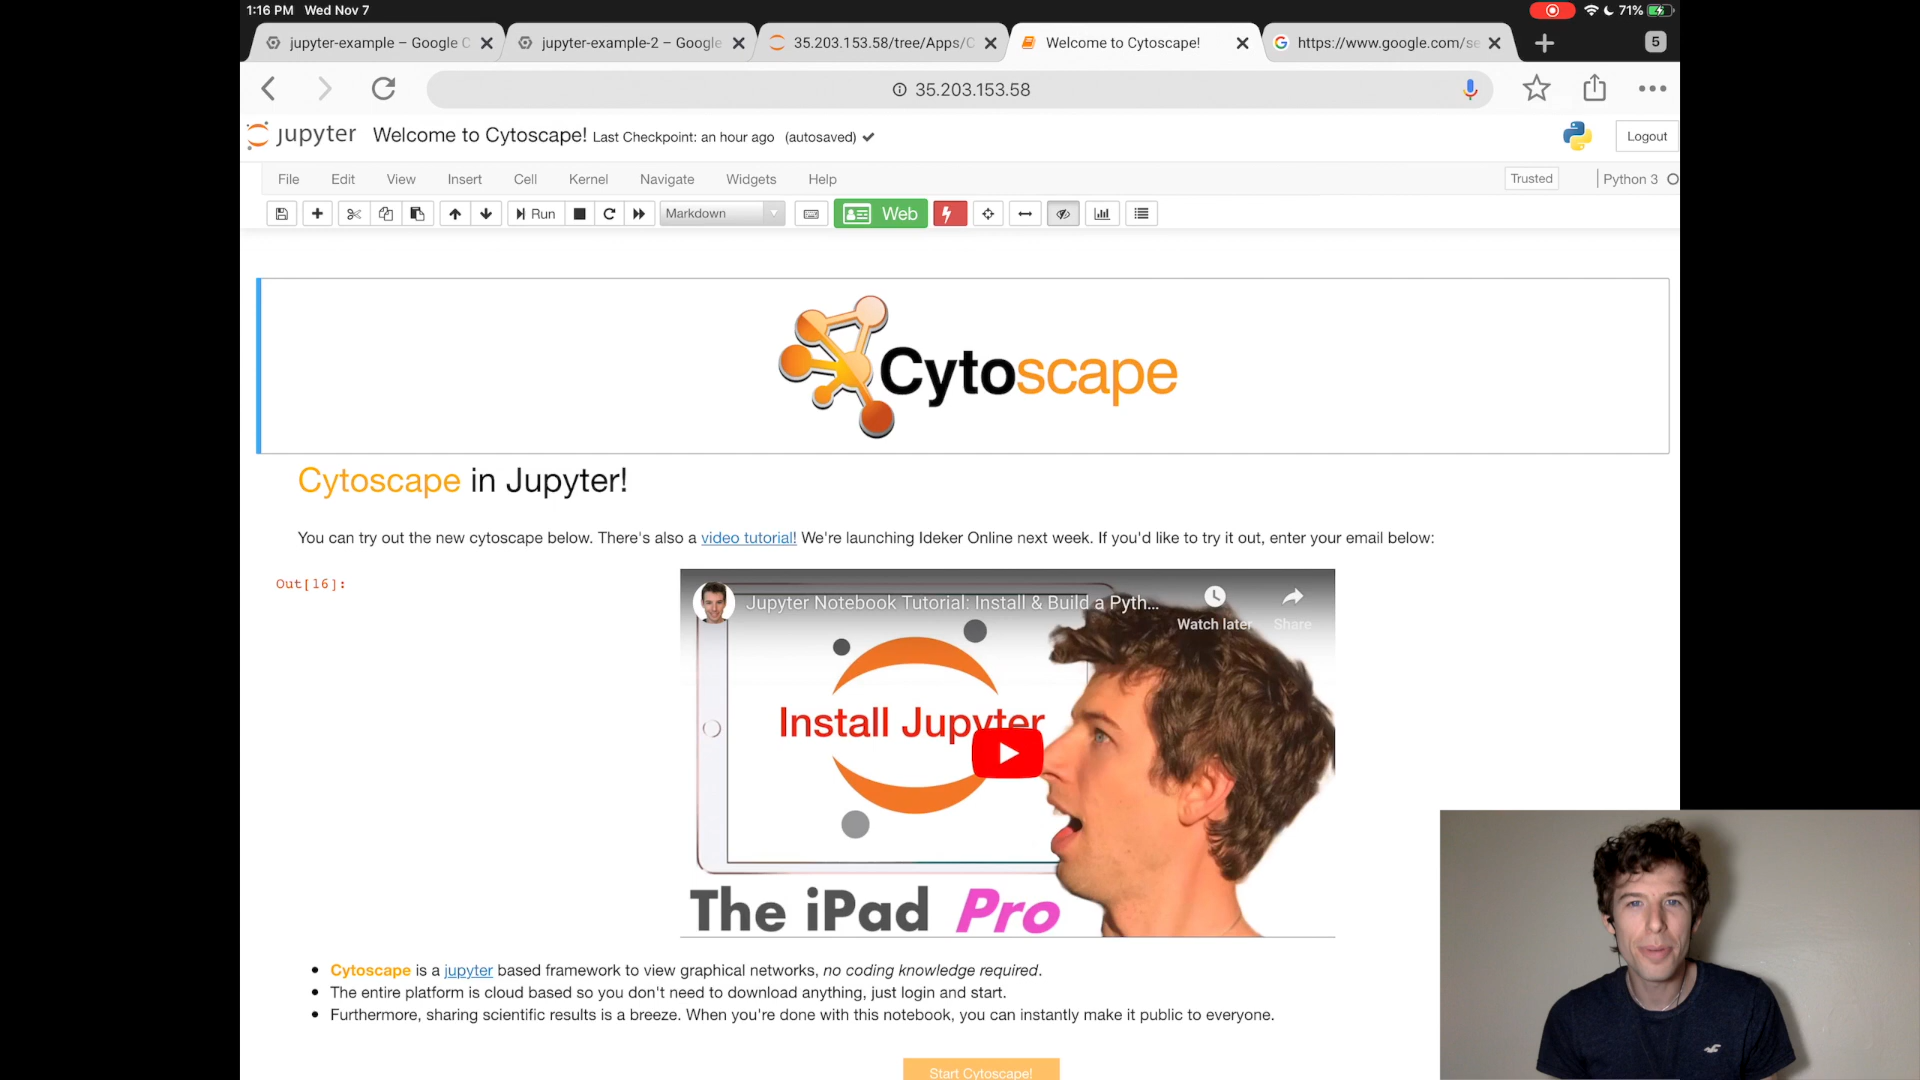 1:16 PM Wed Nov 7
71%
jupyter-example – Google C
jupyter-example-2 – Google
35.203.153.58/tree/Apps/C
Welcome to Cytoscape!
https://www.google.com/se
5
35.203.153.58
jupyter Welcome to Cytoscape! Last Checkpoint: an hour ago (autosaved)
Logout
File Edit View Insert Cell Kernel Navigate Widgets Help
Trusted
Python 3
Run
Markdown
Web
Cytoscape
Cytoscape in Jupyter!
You can try out the new cytoscape below. There's also a video tutorial! We're launching Ideker Online next week. If you'd like to try it out, enter your email below:
Out[16]:
Jupyter Notebook Tutorial: Install & Build a Pyth...
Watch later
Share
Install Jupyter
The iPad Pro
• Cytoscape is a jupyter based framework to view graphical networks, no coding knowledge required.
• The entire platform is cloud based so you don't need to download anything, just login and start.
• Furthermore, sharing scientific results is a breeze. When you're done with this notebook, you can instantly make it public to everyone.
Start Cytoscape!